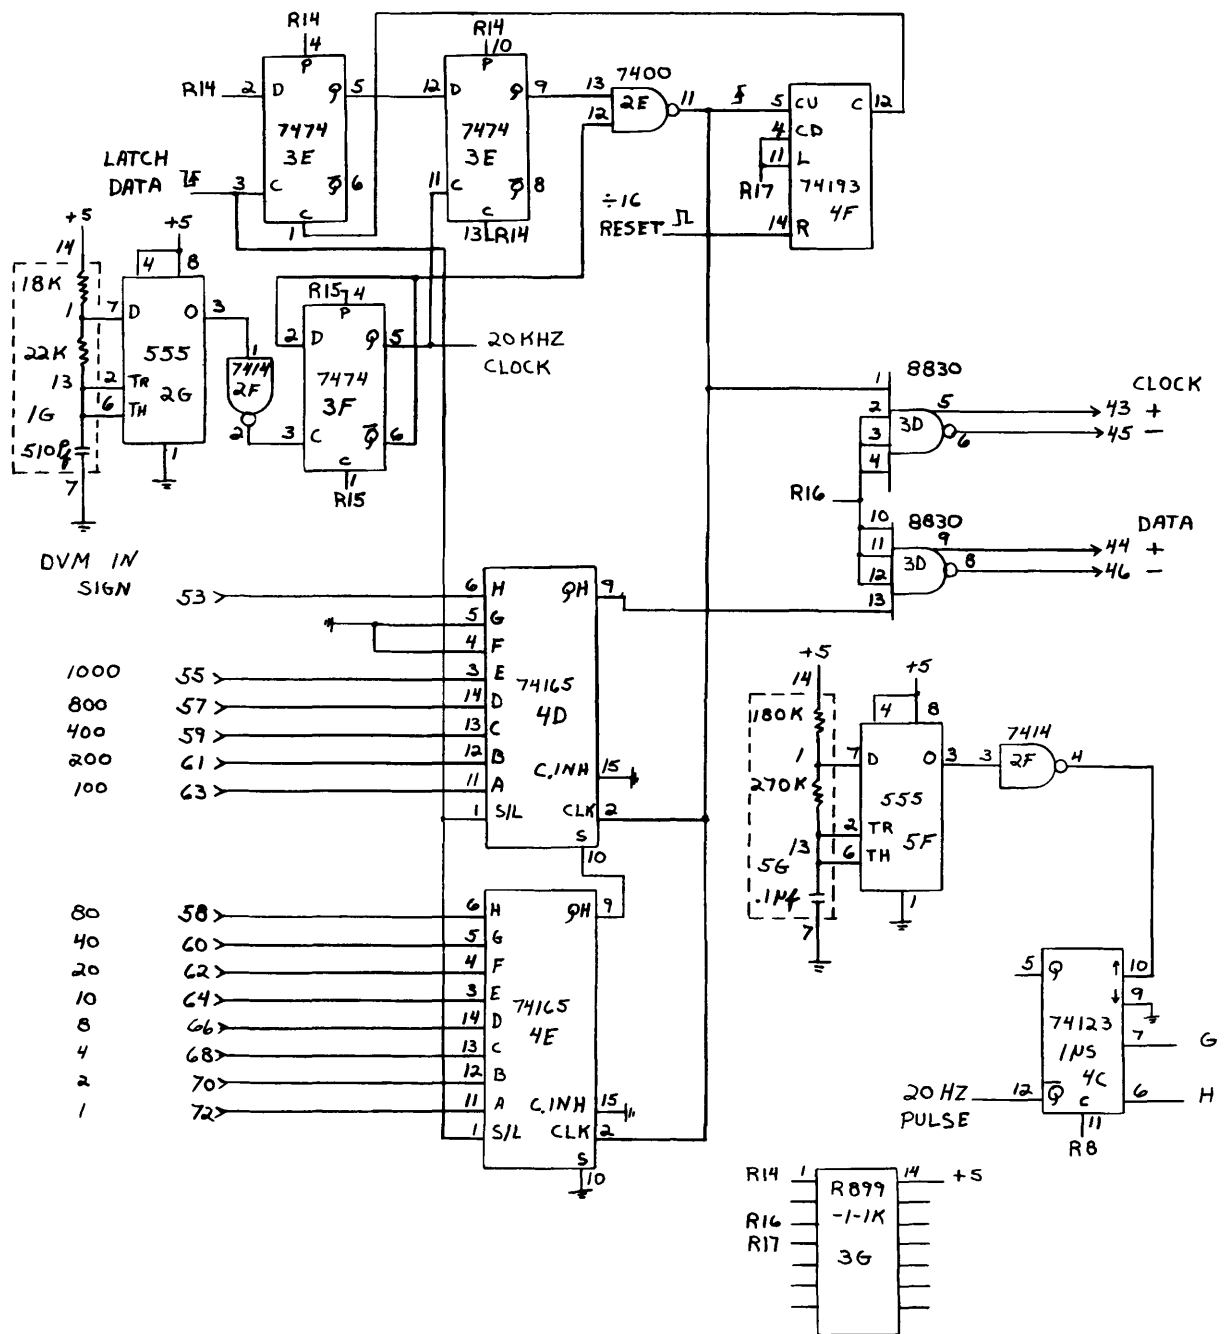 R14
4
P
R14
2
D
Q
5
7474
3E
3
C
Q̅
6
C
1
R14
10
P
12
D
Q
9
7474
3E
11
C
Q̅
8
C
13
R14
LATCH
DATA
13
7400
2E
12
11
5
CU
C
12
4
CD
11
L
R17
74193
4F
14
R
÷16
RESET
+5
14
18K
1
22K
13
1G
510Pf
7
+5
4
8
7
D
O
3
555
2G
2
TR
6
TH
1
1
7414
2F
2
R15
4
P
2
D
Q
5
7474
3F
3
C
Q̅
6
C
1
R15
20KHZ
CLOCK
8830
1
2
3
4
3D
5
6
CLOCK
43 +
45 -
R16
8830
10
11
12
13
3D
9
8
DATA
44 +
46 -
DVM IN
SIGN
53
6
H
QH
9
5
G
4
F
1000
55
3
E
74165
4D
800
57
14
D
400
59
13
C
200
61
12
B
C,INH
15
100
63
11
A
1
S/L
CLK
2
S
10
80
58
6
H
QH
9
40
60
5
G
20
62
4
F
10
64
3
E
74165
4E
8
66
14
D
4
68
13
C
2
70
12
B
1
72
11
A
C,INH
15
1
S/L
CLK
2
S
10
+5
14
180K
1
270K
13
5G
.1µf
7
+5
4
8
7
D
O
3
555
5F
2
TR
6
TH
1
7414
3
2F
4
5
Q
↑
10
↓
9
74123
1µS
4C
7
G
20HZ
PULSE
12
Q̅
6
H
C
11
R8
R14
1
R899
-1-1K
3G
14
+5
R16
R17